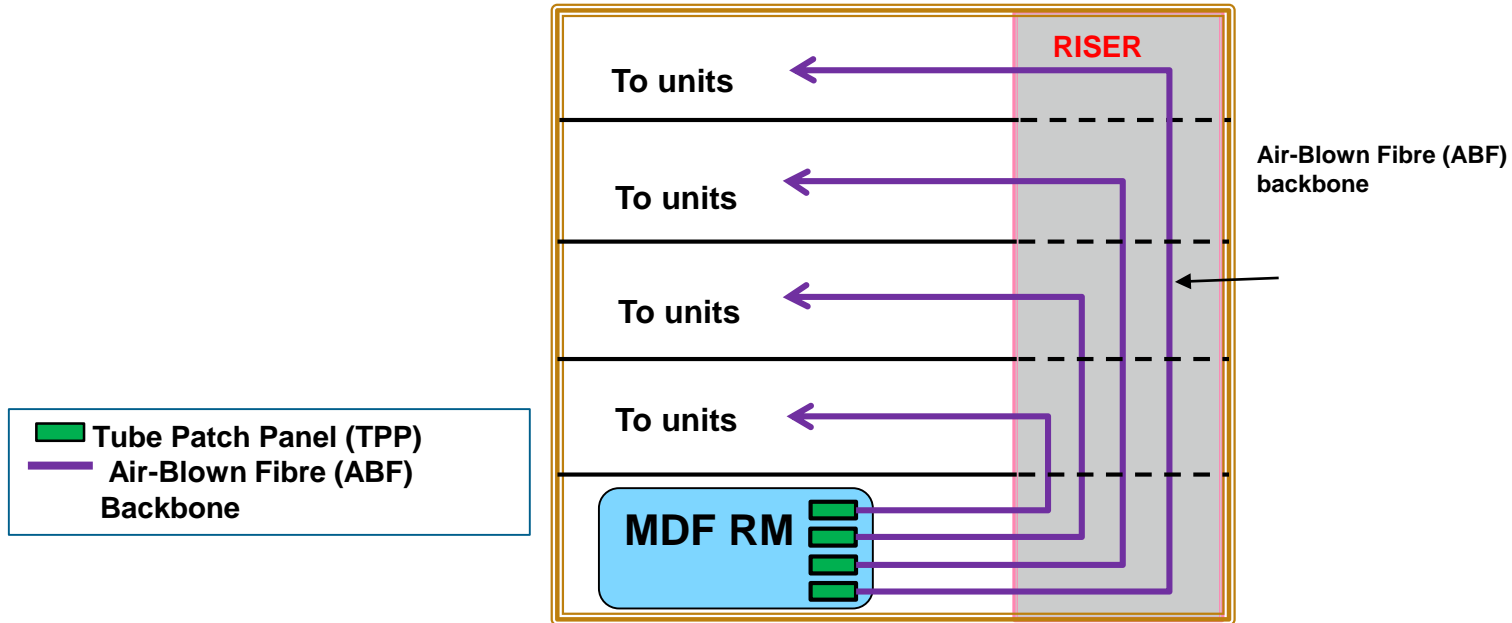 RISER
To units
Air-Blown Fibre (ABF)
backbone
To units
To units
To units
Tube Patch Panel (TPP)
Air-Blown Fibre (ABF)
Backbone
MDF RM